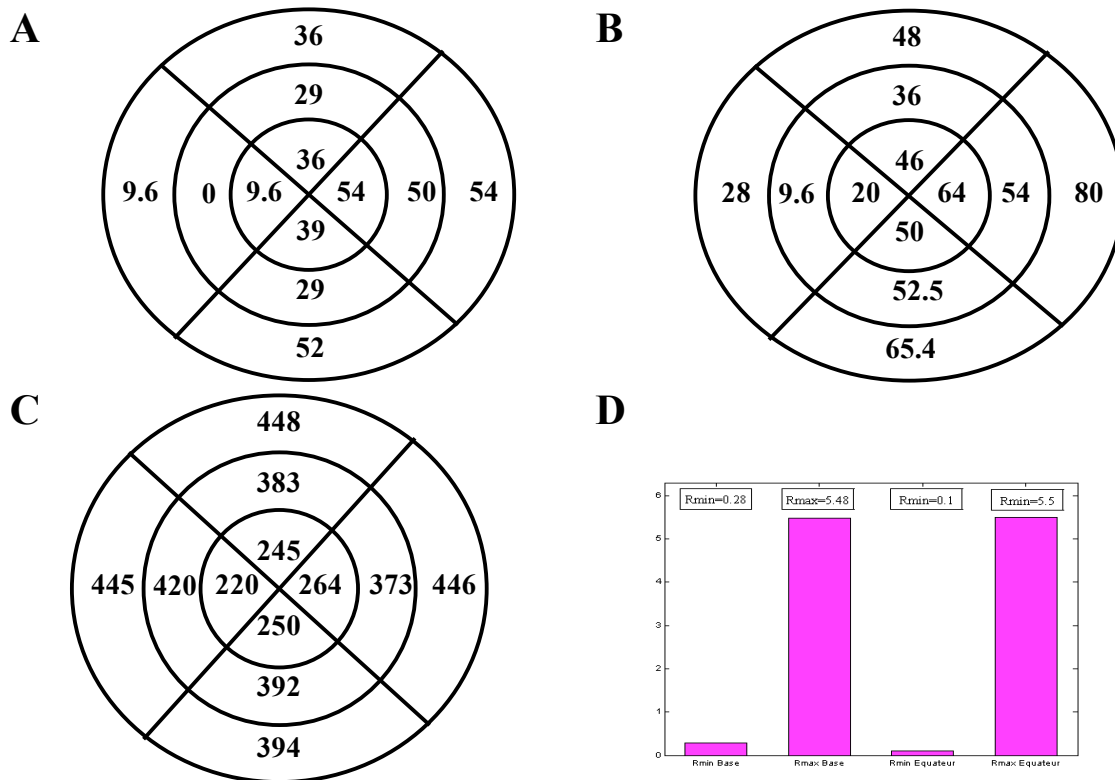 A
36
29
36
9.6 0 9.6 54 50 54
39
29
52
B
48
36
46
28 9.6 20 64 54 80
50
52.5
65.4
C
448
383
245
445 420 220 264 373 446
250
392
394
D
Rmin=0.28 Rmax=5.48 Rmin=0.1 Rmin=5.5
6
5
4
3
2
1
0
Rmin Base Rmax Base Rmin Equateur Rmax Equateur